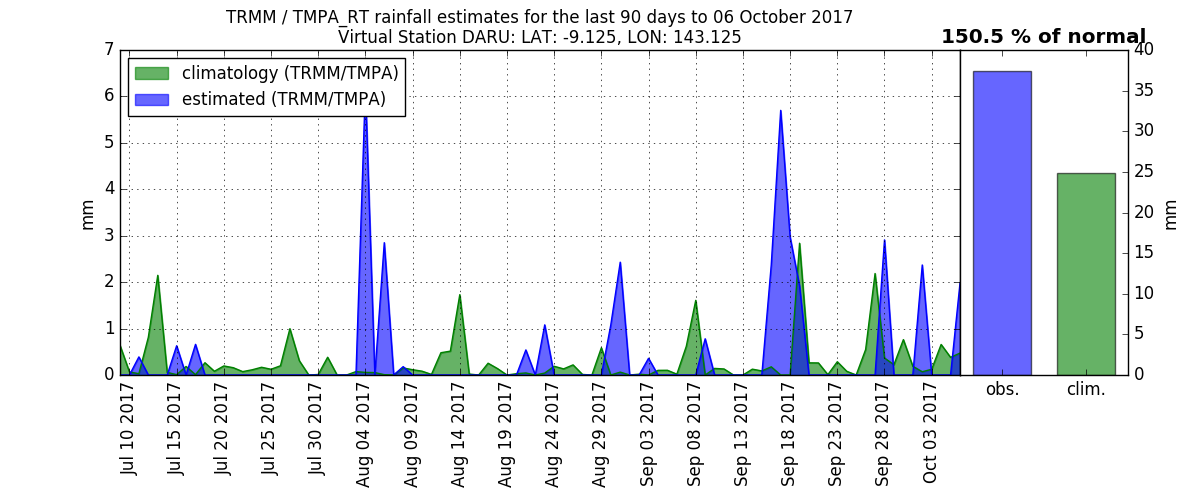 TRMM / TMPA_RT rainfall estimates for the last 90 days to 06 October 2017
Virtual Station DARU: LAT: -9.125, LON: 143.125
150.5 % of normal
climatology (TRMM/TMPA)
estimated (TRMM/TMPA)
mm
7
6
5
4
3
2
1
0
Jul 10 2017
Jul 15 2017
Jul 20 2017
Jul 25 2017
Jul 30 2017
Aug 04 2017
Aug 09 2017
Aug 14 2017
Aug 19 2017
Aug 24 2017
Aug 29 2017
Sep 03 2017
Sep 08 2017
Sep 13 2017
Sep 18 2017
Sep 23 2017
Sep 28 2017
Oct 03 2017
40
35
30
25
20
15
10
5
0
mm
obs.
clim.